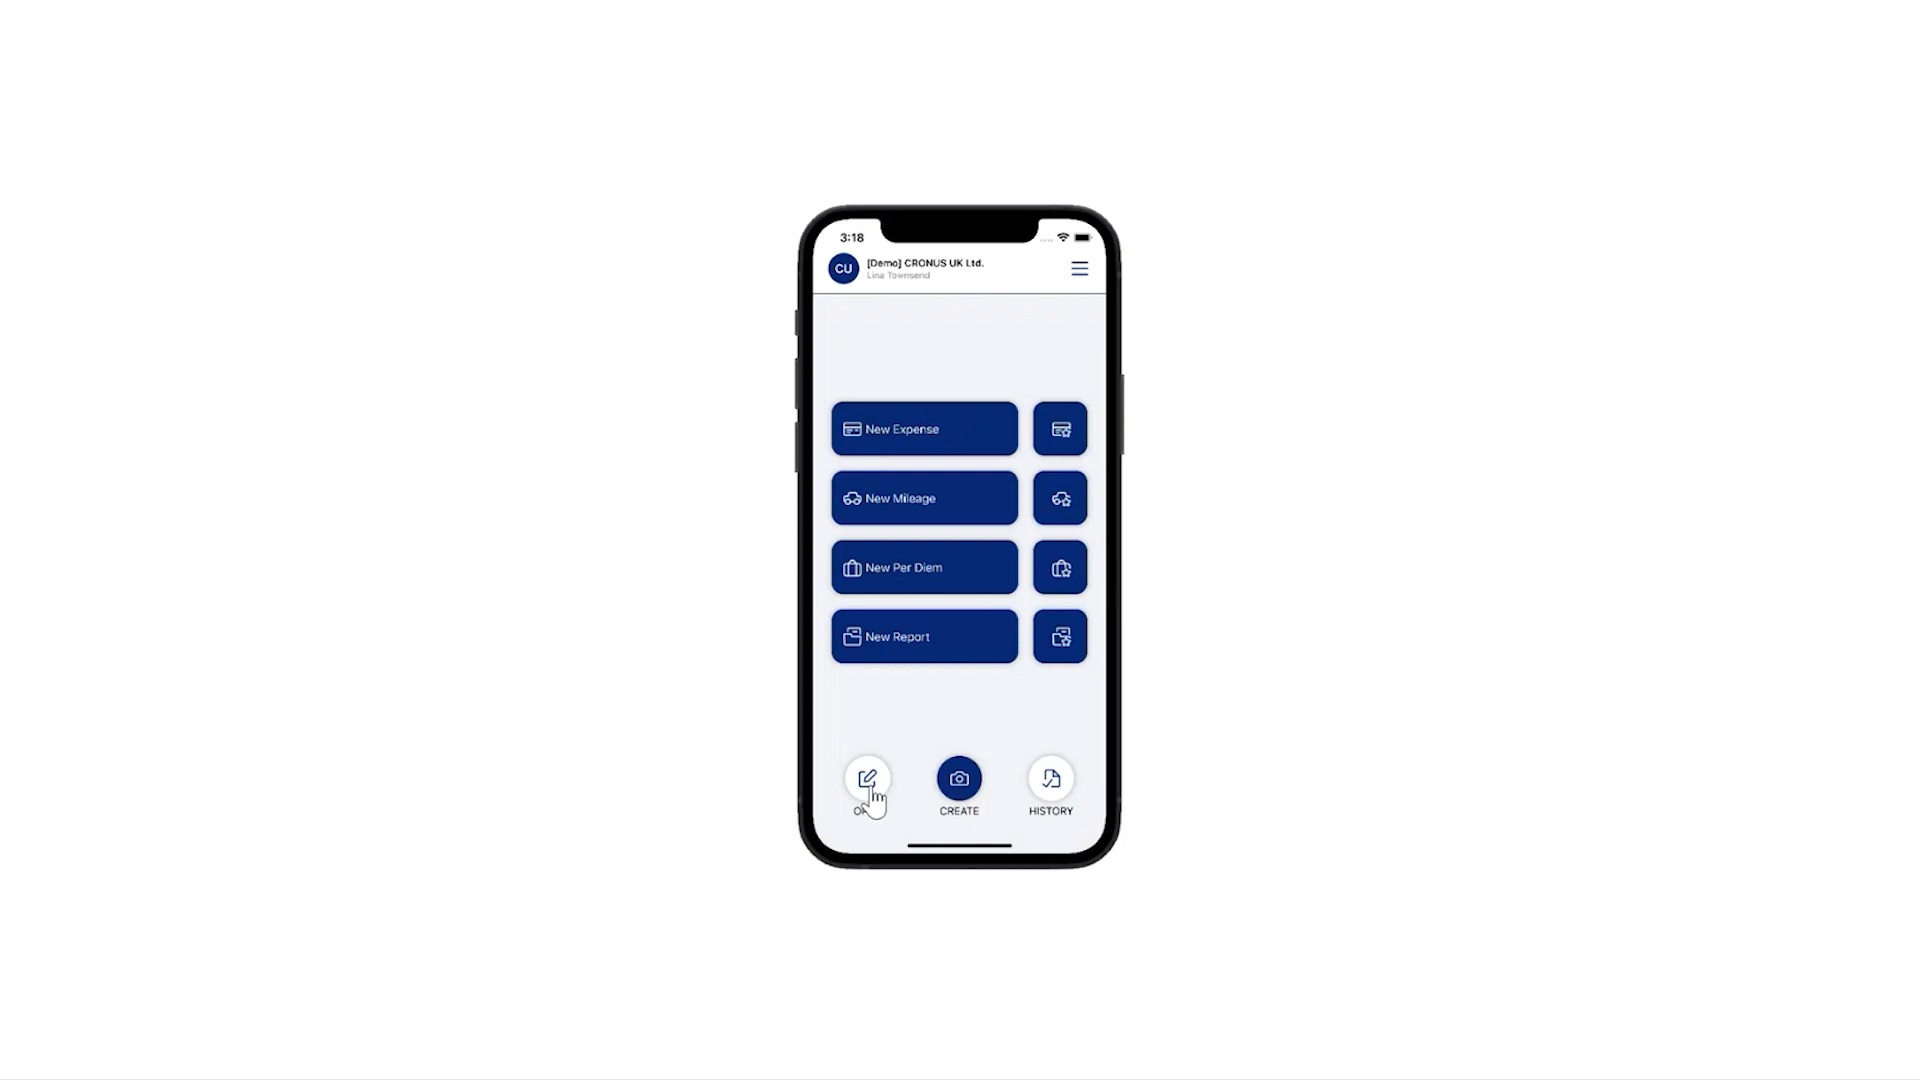 3:18
CU
[Demo] CRONUS UK Ltd.
Lina Townsend
New Expense
New Mileage
New Per Diem
New Report
CREATE
HISTORY